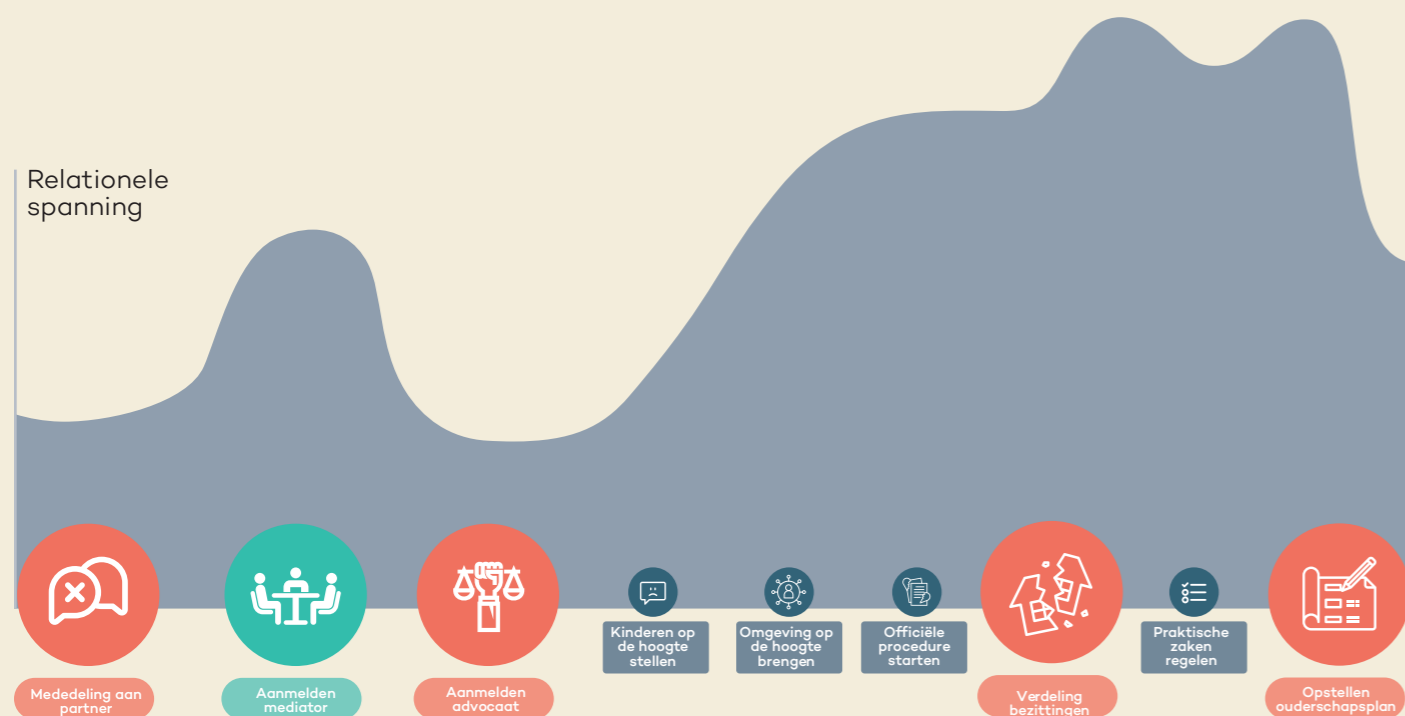 Relationele
spanning
Mededeling aan
partner
Aanmelden
mediator
Aanmelden
advocaat
Kinderen op
de hoogte
stellen
Omgeving op
de hoogte
brengen
Officiële
procedure
starten
Verdeling
bezittingen
Praktische
zaken
regelen
Opstellen
ouderschapsplan